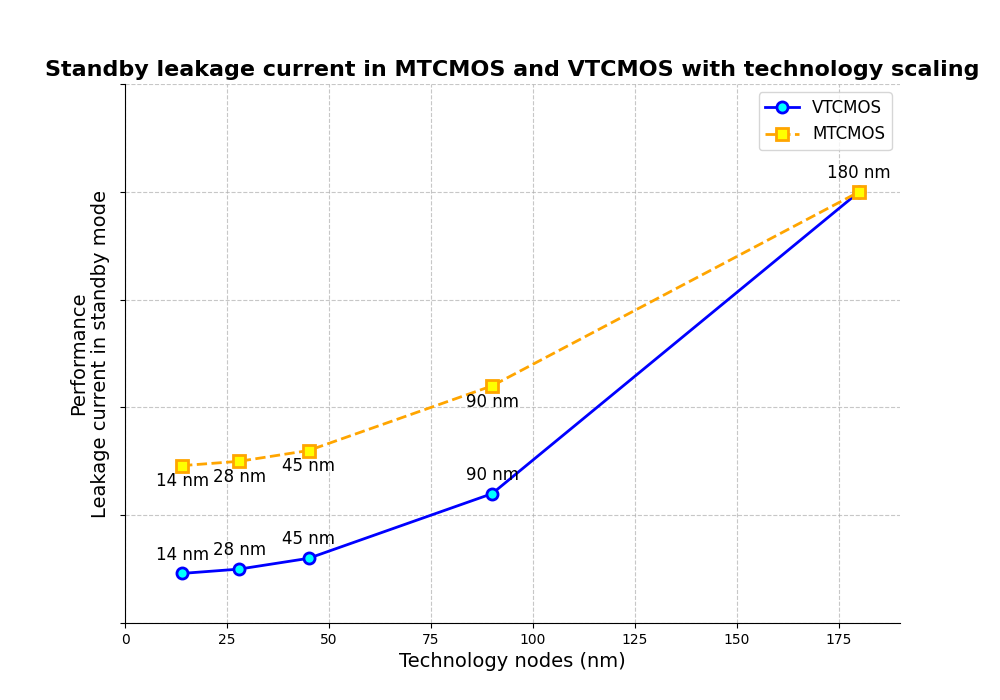 Standby leakage current in MTCMOS and VTCMOS with technology scaling
VTCMOS
MTCMOS
180 nm
90 nm
14 nm 28 nm 45 nm
90 nm
14 nm 28 nm 45 nm
Performance
Leakage current in standby mode
0 25 50 75 100 125 150 175
Technology nodes (nm)